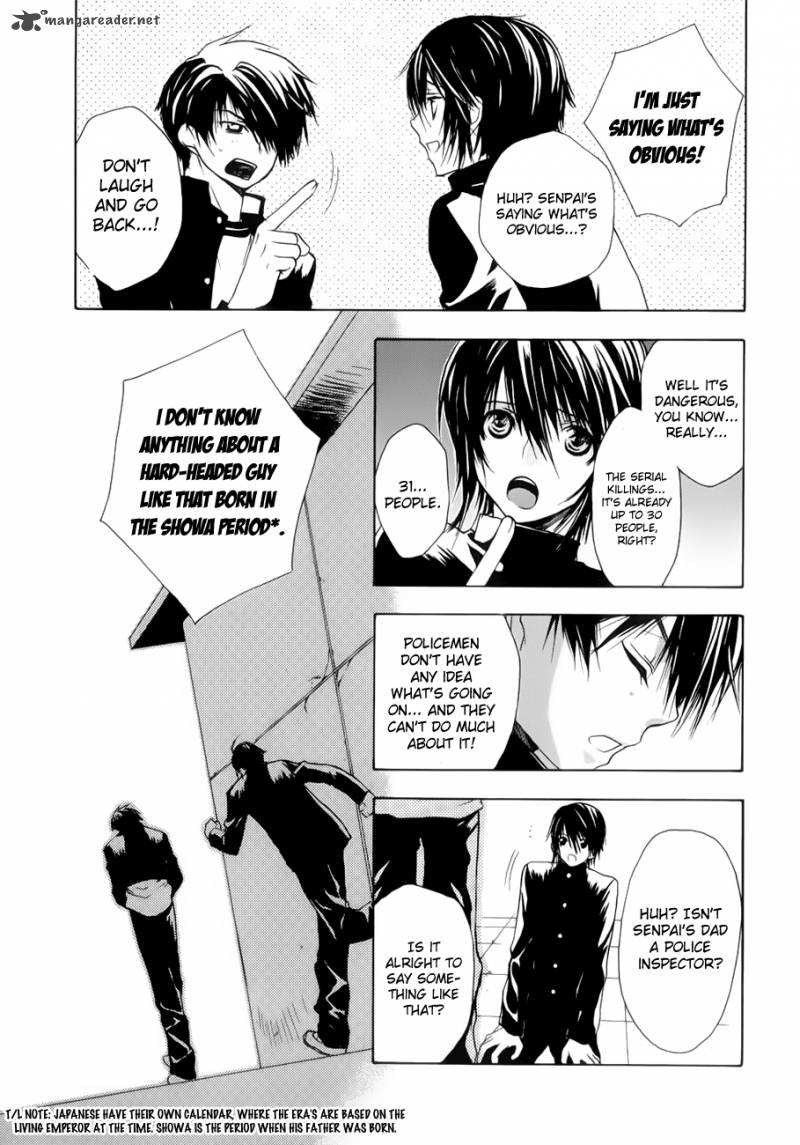 mangareader.net
I'M JUST
SAYING WHAT'S
OBVIOUS!
HUH? SENPAI'S
SAYING WHAT'S
OBVIOUS...?
DON'T
LAUGH
AND GO
BACK...!
WELL IT'S
DANGEROUS,
YOU KNOW...
REALLY...
THE SERIAL
KILLINGS...
IT'S ALREADY
UP TO 30
PEOPLE,
RIGHT?
31...
PEOPLE.
POLICEMEN
DON'T HAVE
ANY IDEA
WHAT'S GOING
ON... AND THEY
CAN'T DO MUCH
ABOUT IT!
HUH? ISN'T
SENPAI'S DAD
A POLICE
INSPECTOR?
IS IT
ALRIGHT TO
SAY SOME-
THING LIKE
THAT?
I DON'T KNOW
ANYTHING ABOUT A
HARD-HEADED GUY
LIKE THAT BORN IN
THE SHOWA PERIOD*.
T/L NOTE: JAPANESE HAVE THEIR OWN CALENDAR, WHERE THE ERA'S ARE BASED ON THE
LIVING EMPEROR AT THE TIME. SHOWA IS THE PERIOD WHEN HIS FATHER WAS BORN.